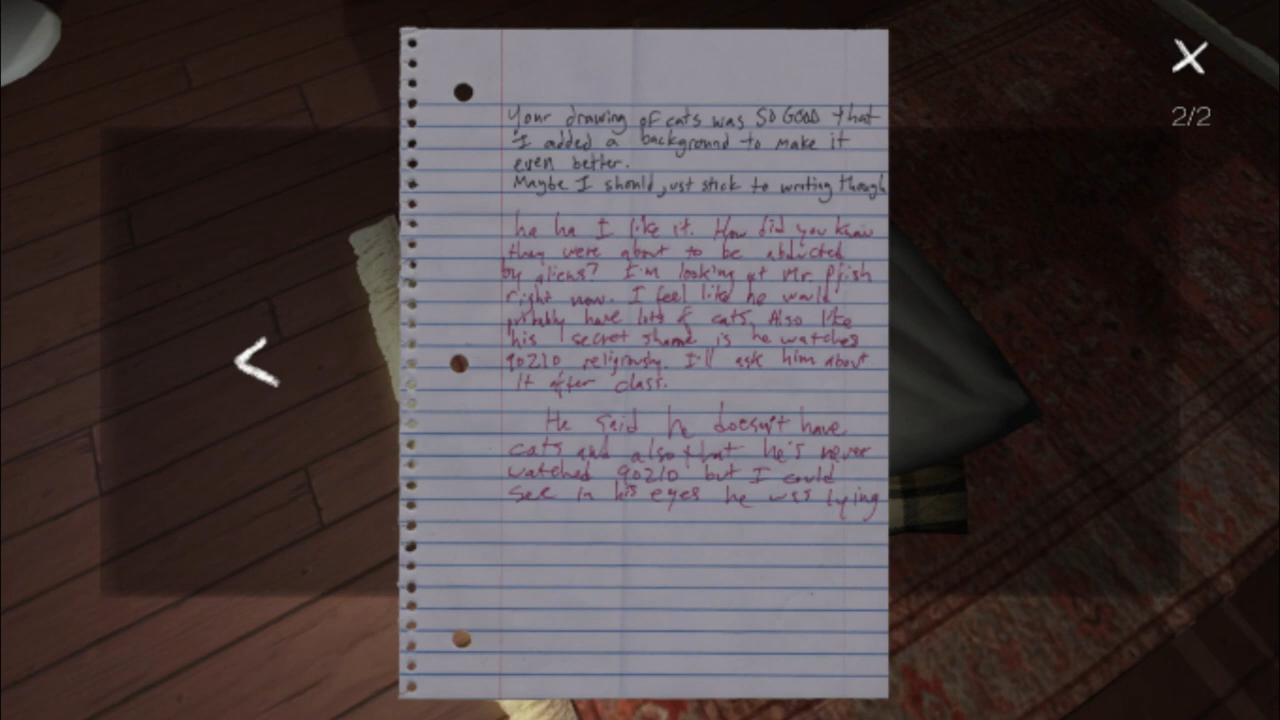 2/2
Your drawing of cats was SO GOOD that
I added a background to make it
even better.
Maybe I should just stick to writing though
ha ha I like it. How did you know
they were about to be abducted
by aliens? I'm looking at Mr. Pfish
right now. I feel like he would
probably have lots of cats. Also like
his secret shame is he watches
90210 religiously. I'll ask him about
it after class.
He said he doesn't have
cats and also that he's never
watched 90210 but I could
see in his eyes he was lying